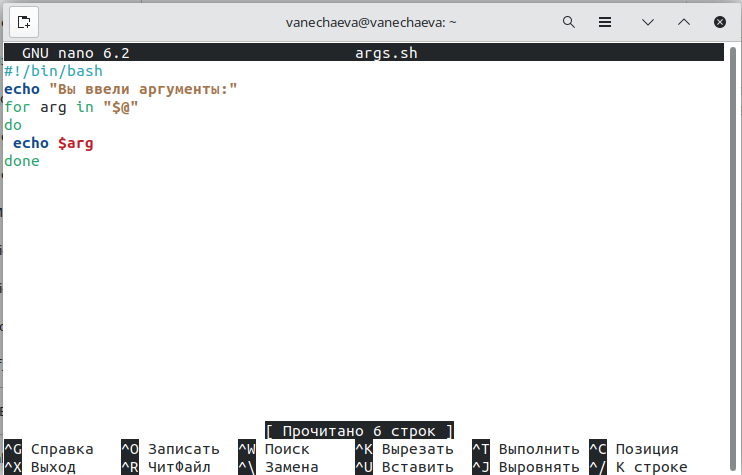 vanechaeva@vanechaeva: ~
GNU nano 6.2 args.sh
#!/bin/bash
echo "Вы ввели аргументы:"
for arg in "$@"
do
echo $arg
done
[ Прочитано 6 строк ]
^G Справка ^O Записать ^W Поиск ^K Вырезать ^T Выполнить ^C Позиция
^X Выход ^R ЧитФайл ^\ Замена ^U Вставить ^J Выровнять ^/ К строке